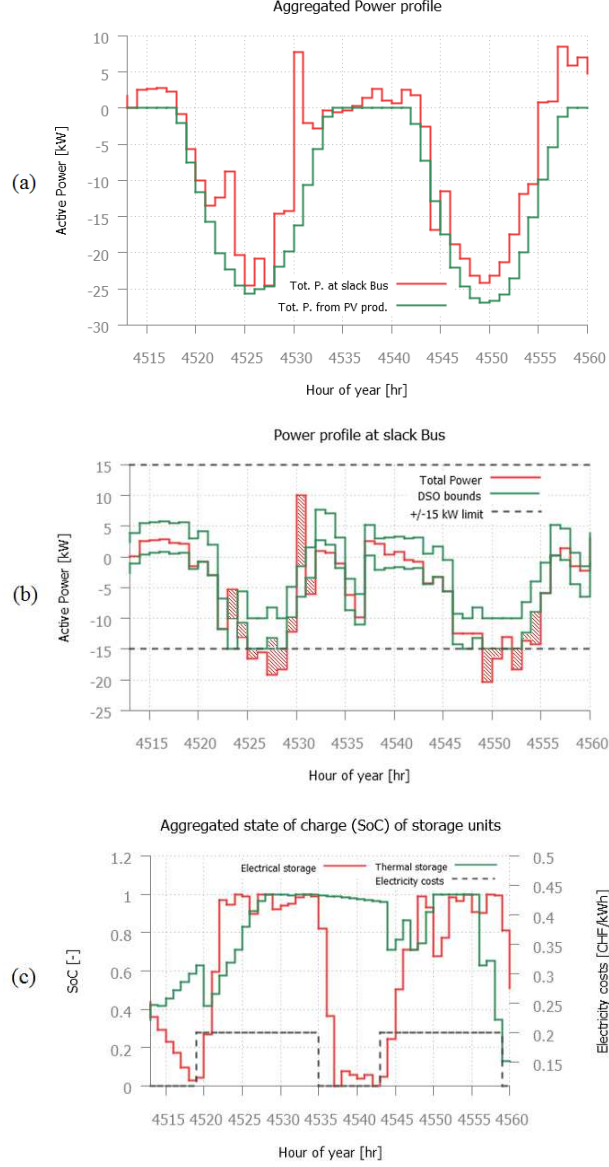 Aggregated Power profile
10
5
0
-5
-10
-15
-20
-25
-30
Active Power [kW]
(a)
Tot. P. at slack Bus
Tot. P. from PV prod.
4515 4520 4525 4530 4535 4540 4545 4550 4555 4560
Hour of year [hr]
Power profile at slack Bus
15
10
5
0
-5
-10
-15
-20
-25
Active Power [kW]
(b)
Total Power
DSO bounds
+/-15 kW limit
4515 4520 4525 4530 4535 4540 4545 4550 4555 4560
Hour of year [hr]
Aggregated state of charge (SoC) of storage units
1.2
1
0.8
0.6
0.4
0.2
0
SoC [-]
(c)
Electrical storage
Thermal storage
Electricity costs
0.5
0.45
0.4
0.35
0.3
0.25
0.2
0.15
Electricity costs [CHF/kWh]
4515 4520 4525 4530 4535 4540 4545 4550 4555 4560
Hour of year [hr]